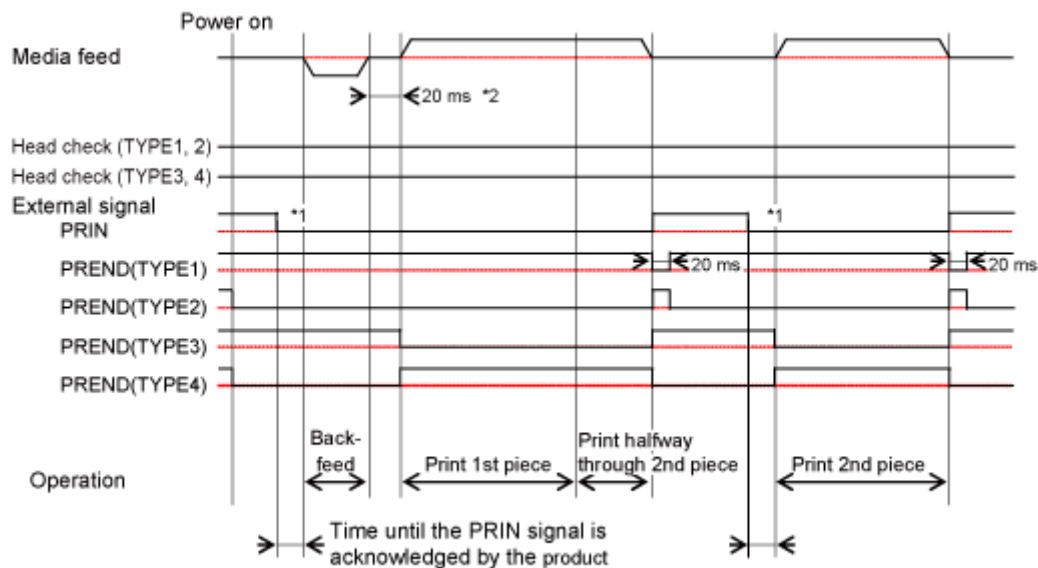 Power on
Media feed
20 ms *2
Head check (TYPE1, 2)
Head check (TYPE3, 4)
External signal
PRIN
*1
*1
PREND(TYPE1)
20 ms
20 ms
PREND(TYPE2)
PREND(TYPE3)
PREND(TYPE4)
Operation
Back-
feed
Print 1st piece
Print halfway
through 2nd piece
Print 2nd piece
Time until the PRIN signal is
acknowledged by the product